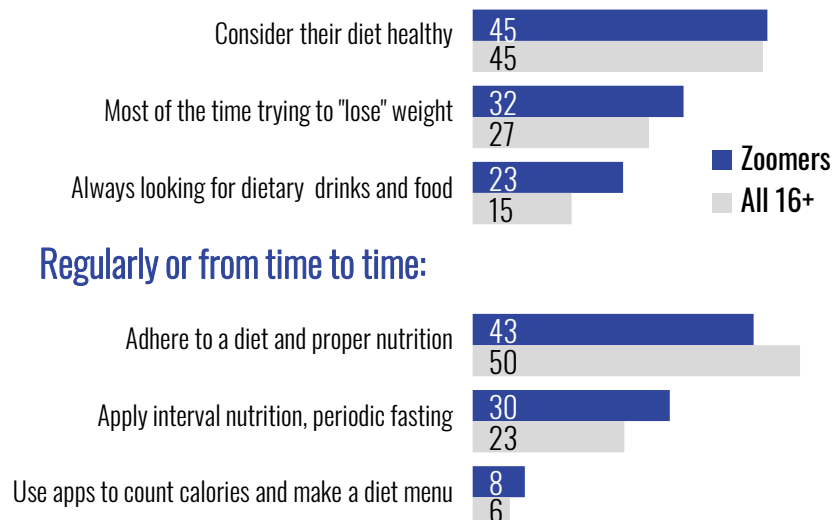 Consider their diet healthy
45
45
Most of the time trying to "lose" weight
32
27
Zoomers
Always looking for dietary drinks and food
23
15
All 16+
Regularly or from time to time:
Adhere to a diet and proper nutrition
43
50
Apply interval nutrition, periodic fasting
30
23
Use apps to count calories and make a diet menu
8
6